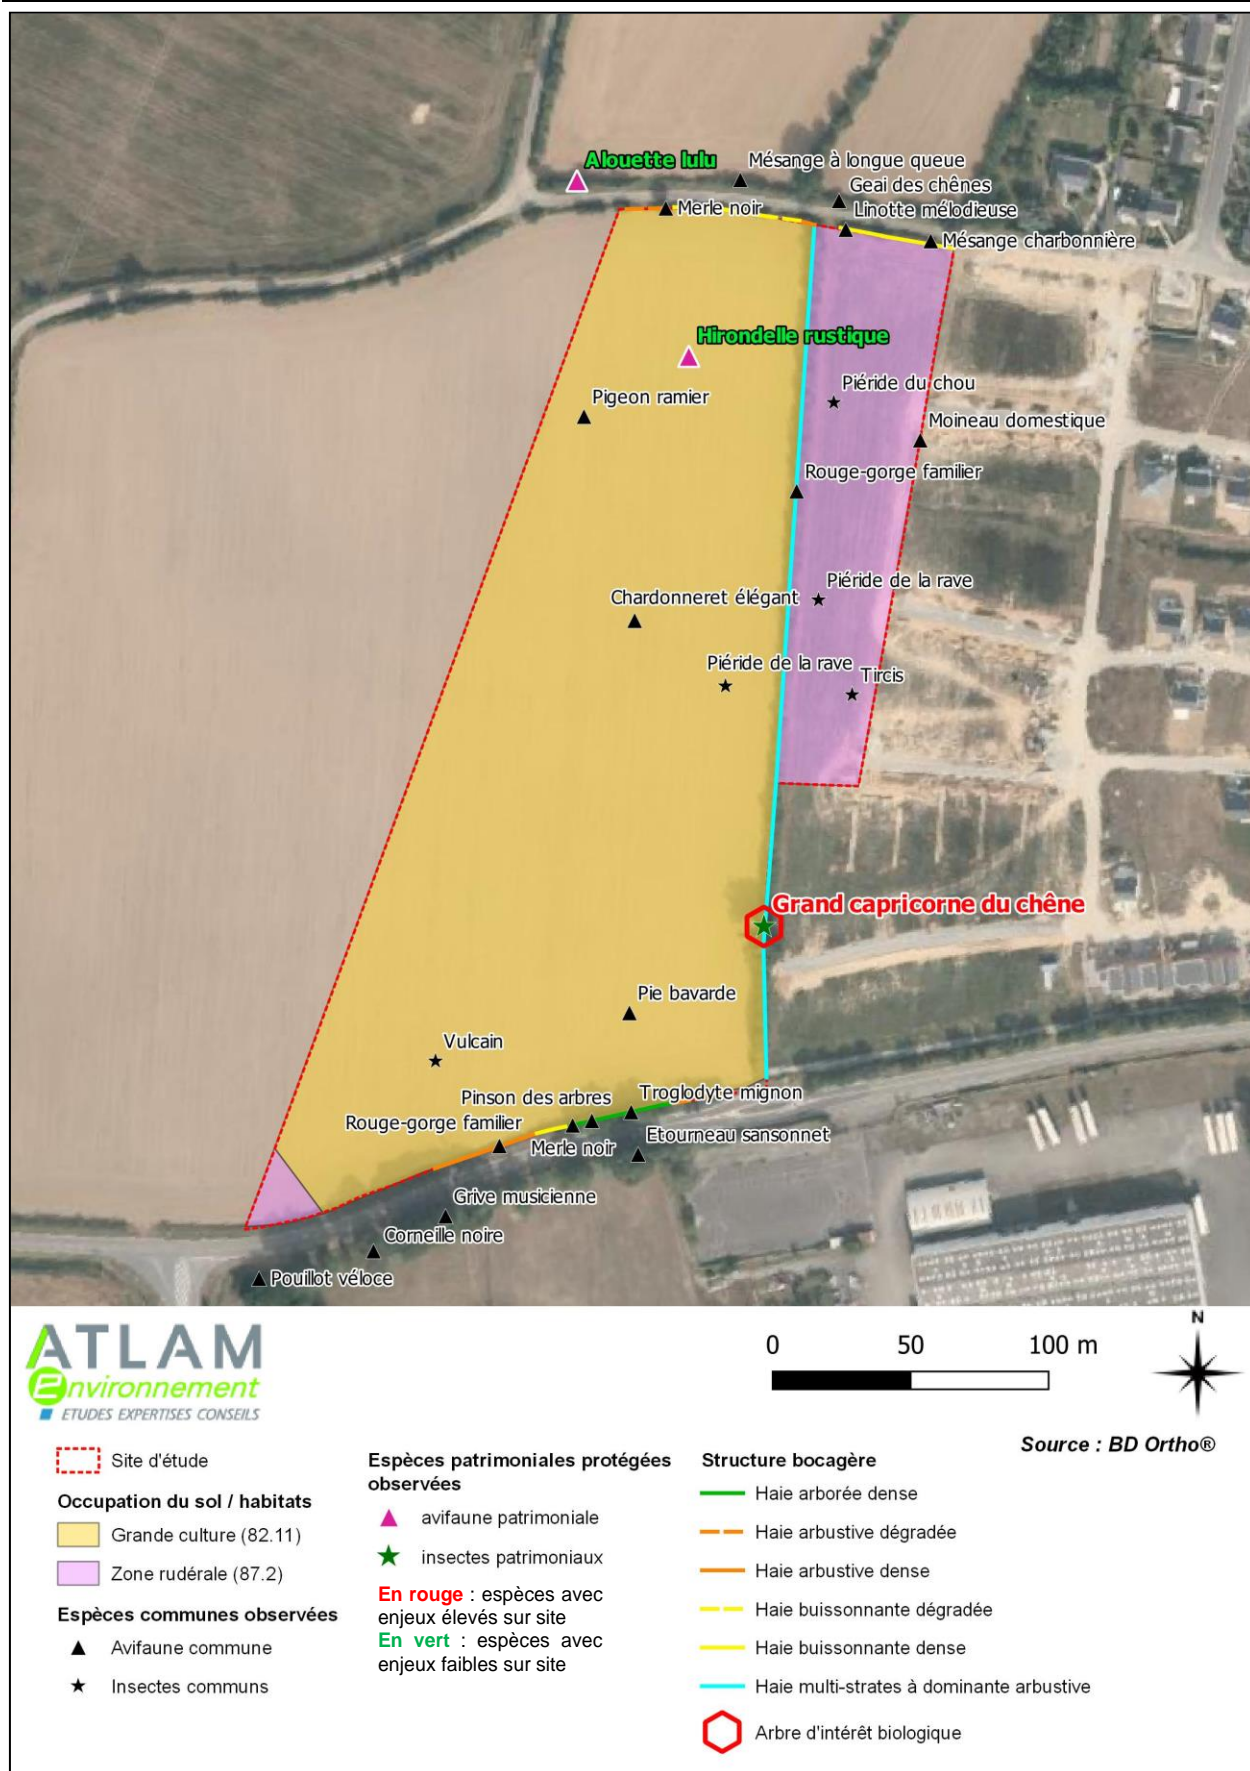 Alouette lulu
Mésange à longue queue
Geai des chênes
Merle noir
Linotte mélodieuse
Mésange charbonnière
Hirondelle rustique
Piéride du chou
Pigeon ramier
Moineau domestique
Rouge-gorge familier
Piéride de la rave
Chardonneret élégant
Piéride de la rave
Tircis
Grand capricorne du chêne
Pie bavarde
Vulcain
Pinson des arbres
Troglodyte mignon
Rouge-gorge familier
Merle noir
Etourneau sansonnet
Grive musicienne
Corneille noire
Pouillot véloce
ATLAM
environnement
ETUDES EXPERTISES CONSEILS
0 50 100 m
N
Source : BD Ortho®
Site d'étude
Occupation du sol / habitats
Grande culture (82.11)
Zone rudérale (87.2)
Espèces communes observées
Avifaune commune
Insectes communs
Espèces patrimoniales protégées
observées
avifaune patrimoniale
insectes patrimoniaux
En rouge : espèces avec
enjeux élevés sur site
En vert : espèces avec
enjeux faibles sur site
Structure bocagère
Haie arborée dense
Haie arbustive dégradée
Haie arbustive dense
Haie buissonnante dégradée
Haie buissonnante dense
Haie multi-strates à dominante arbustive
Arbre d'intérêt biologique